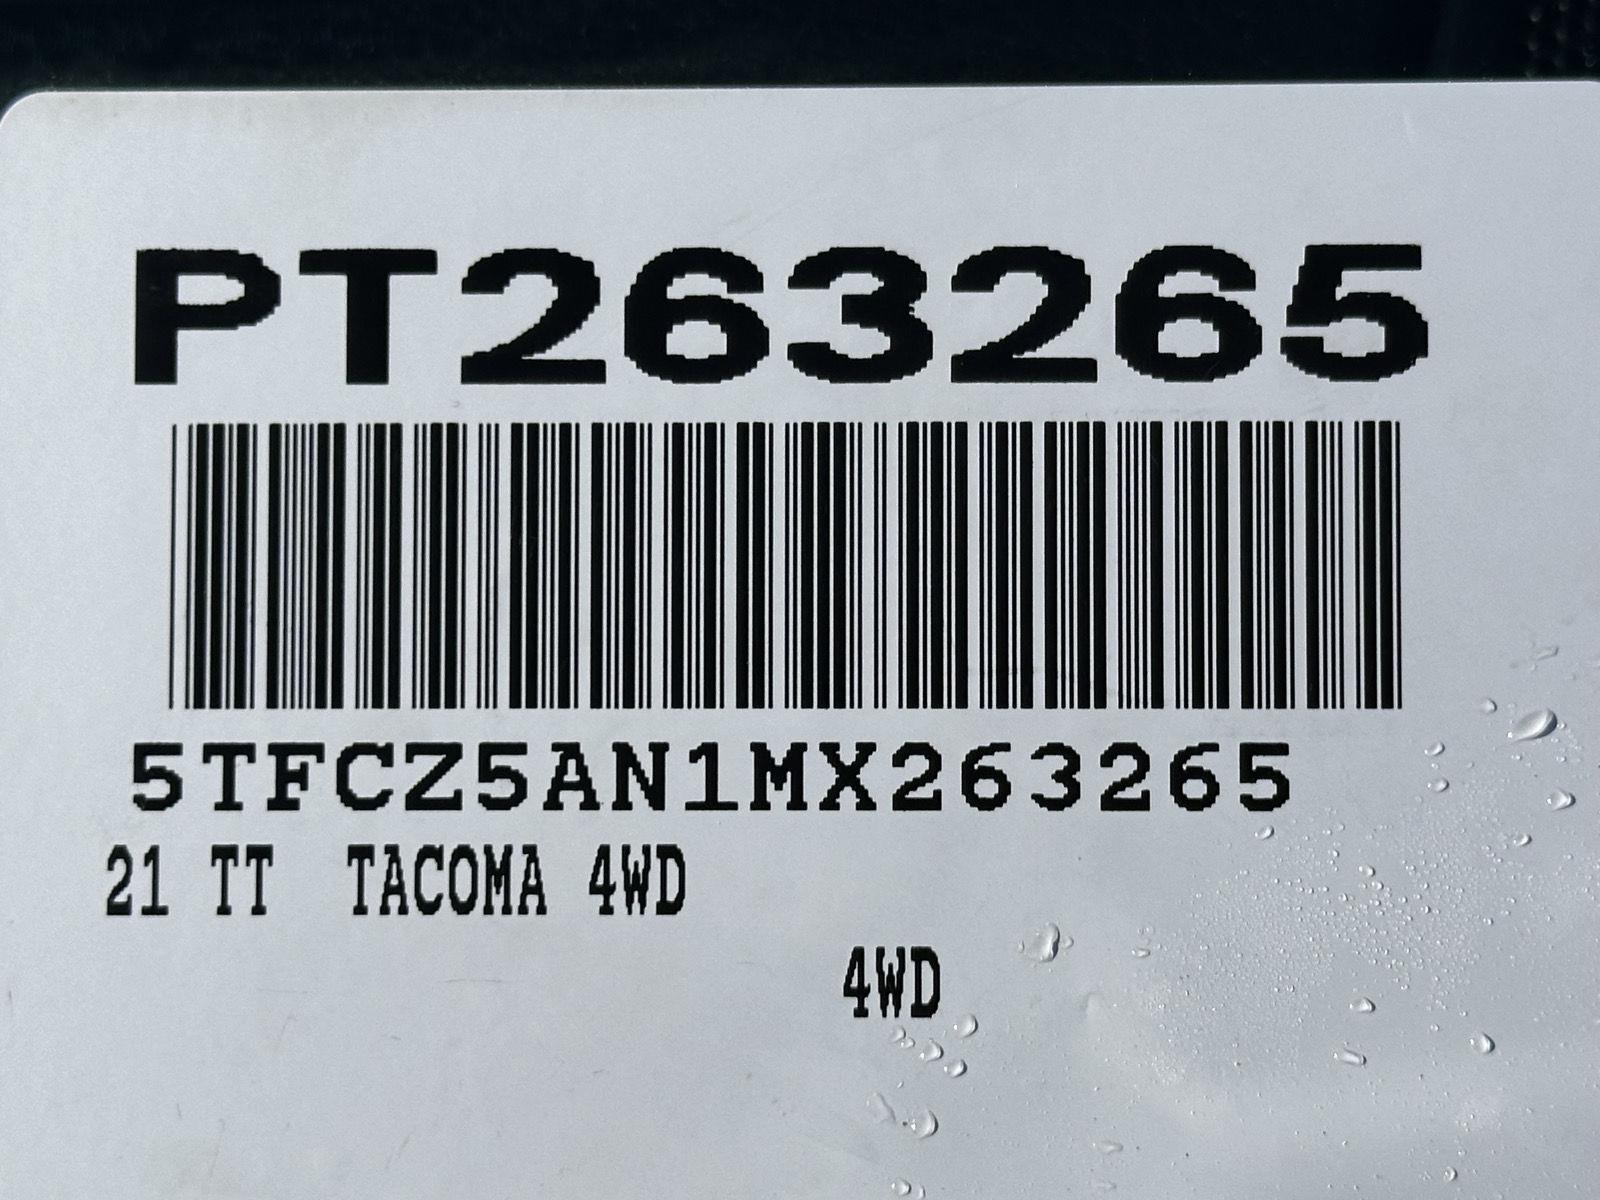 PT263265
5TFCZ5AN1MX263265
21 TT TACOMA 4WD
4WD